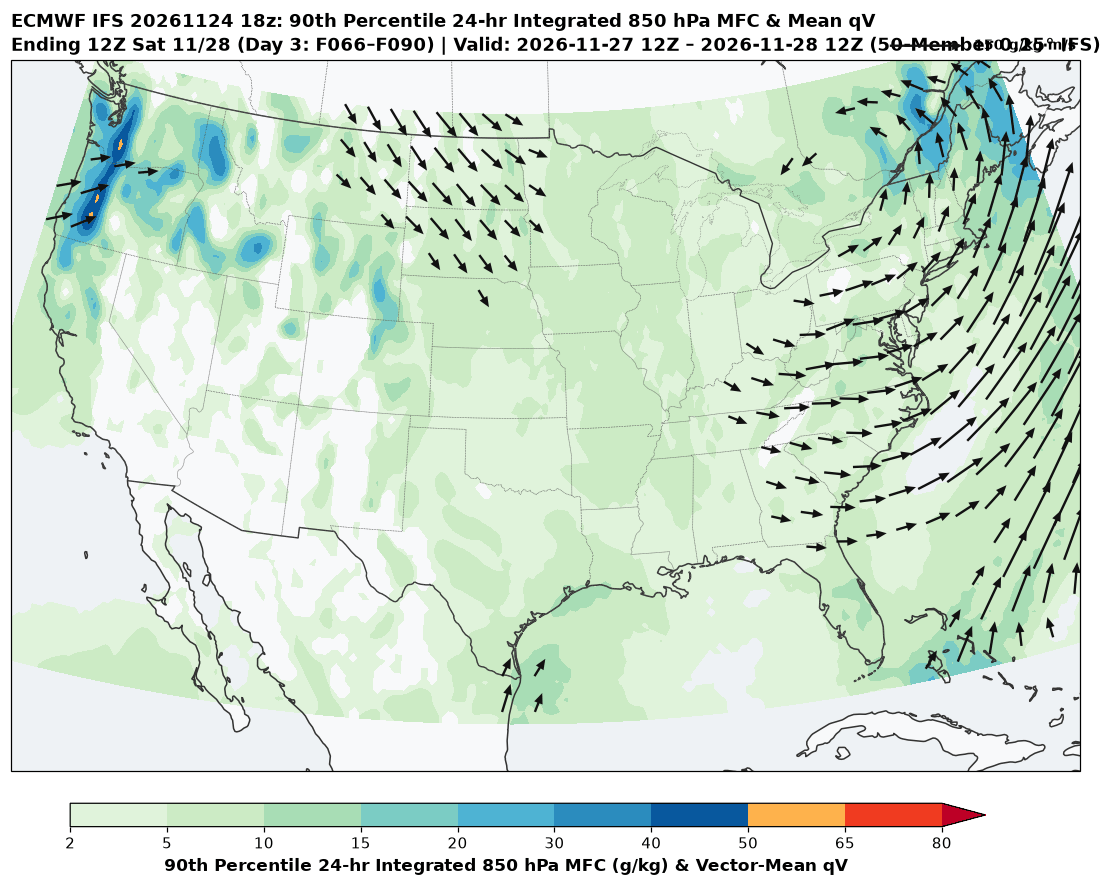 ECMWF IFS 20261124 18z: 90th Percentile 24-hr Integrated 850 hPa MFC & Mean qV
Ending 12Z Sat 11/28 (Day 3: F066–F090) | Valid: 2026-11-27 12Z – 2026-11-28 12Z (50-Member 0.25° IFS)
150 g/kg·m/s
2 5 10 15 20 30 40 50 65 80
90th Percentile 24-hr Integrated 850 hPa MFC (g/kg) & Vector-Mean qV